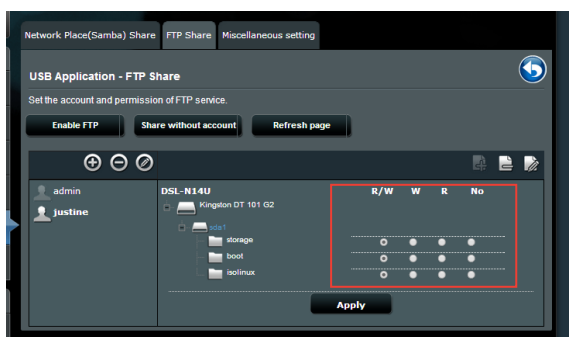 Network Place(Samba) Share FTP Share Miscellaneous setting
USB Application - FTP Share
Set the account and permission of FTP service.
Enable FTP Share without account Refresh page
admin
justine
DSL-N14U R/W W R No
Kingston DT 101 G2
sda1
storage
boot
isolinux
Apply